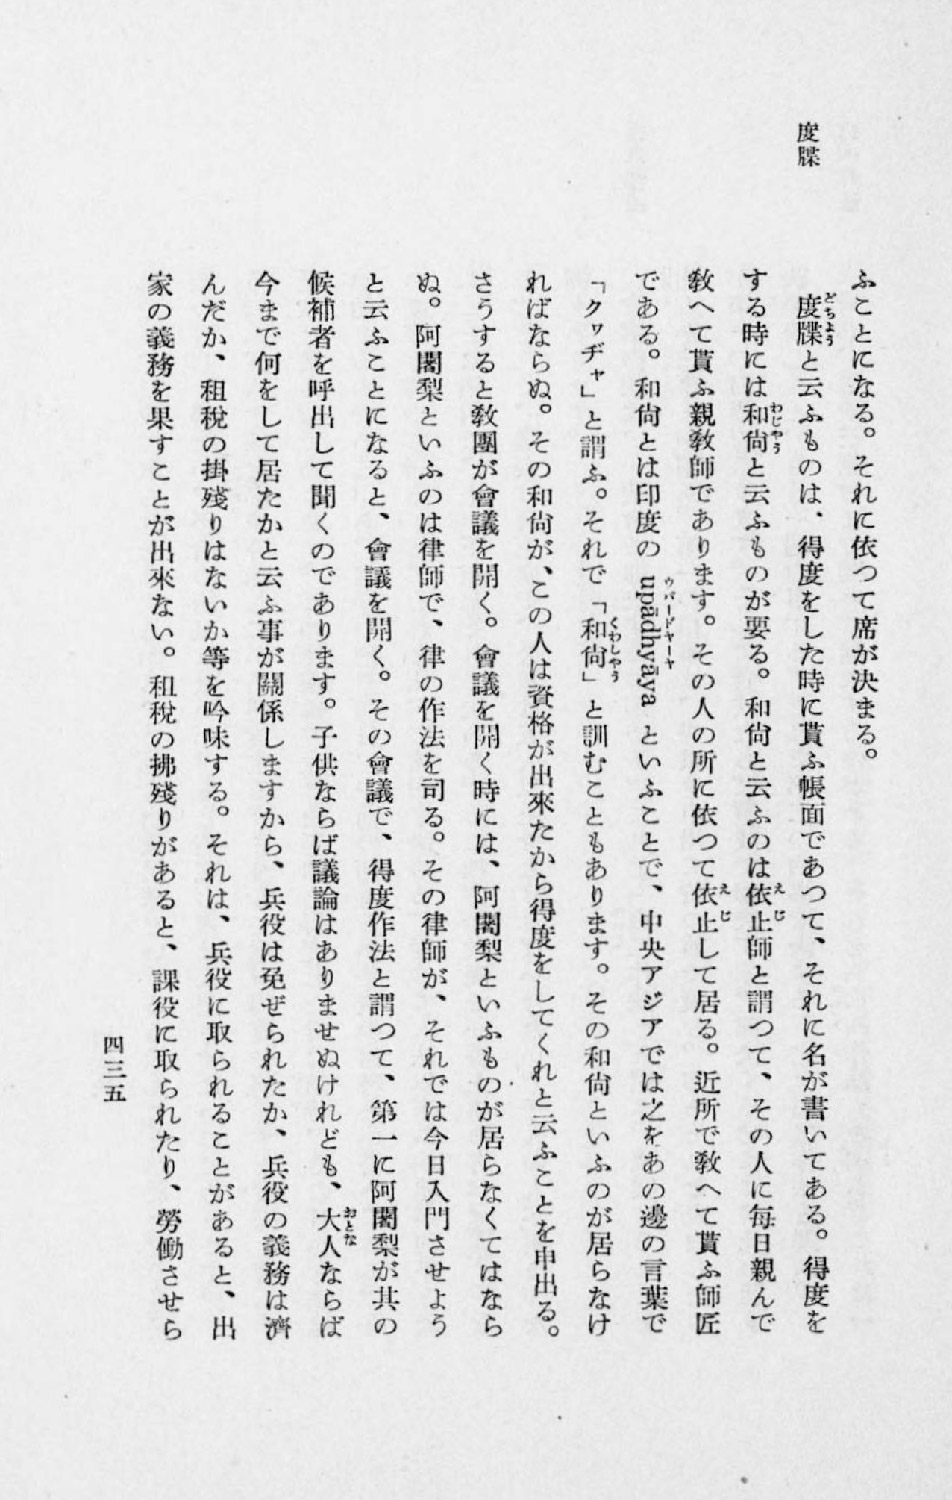 度牒
ふことになる。それに依つて席が決まる。
度牒と云ふものは、得度をした時に貰ふ帳面であつて、それに名が書いてある。得度を
する時には和尙と云ふものが要る。和尙と云ふのは依止師と謂つて、その人に每日親んで
敎へて貰ふ親敎師であります。その人の所に依つて依止して居る。近所で敎へて貰ふ師匠
である。和尙とは印度の upādhyāya といふことで、中央アジアでは之をあの邊の言葉で
「クヮヂャ」と謂ふ。それで「和尙」と訓むこともあります。その和尙といふのが居らなけ
ればならぬ。その和尙が、この人は資格が出來たから得度をしてくれと云ふことを申出る。
さうすると敎團が會議を開く。會議を開く時には、阿闍梨といふものが居らなくてはなら
ぬ。阿闍梨といふのは律師で、律の作法を司る。その律師が、それでは今日入門させよう
と云ふことになると、會議を開く。その會議で、得度作法と謂つて、第一に阿闍梨が其の
候補者を呼出して聞くのであります。子供ならば議論はありませぬけれども、大人ならば
今まで何をして居たかと云ふ事が關係しますから、兵役は免ぜられたか、兵役の義務は濟
んだか、租稅の掛殘りはないか等を吟味する。それは、兵役に取られることがあると、出
家の義務を果すことが出來ない。租稅の拂殘りがあると、課役に取られたり、勞働させら
四三五